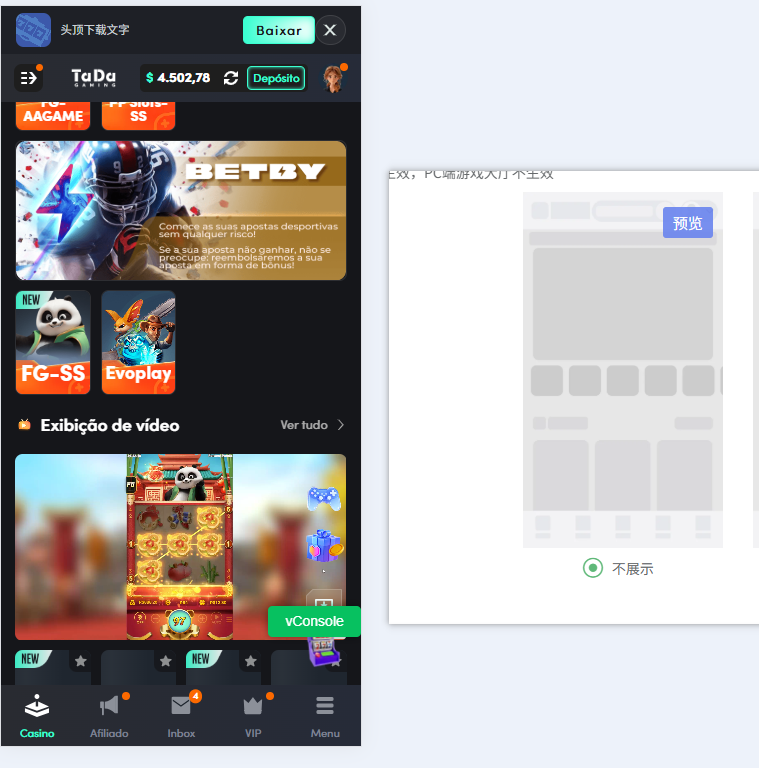 头顶下载文字
Baixar
TaDa
GAMING
$ 4.502,78
Depósito
FG-
AAGAME
PP Slots-
SS
BETBY
Comece as suas apostas desportivas
sem qualquer risco!
Se a sua aposta não ganhar, não se
preocupe: reembolsaremos a sua
aposta em forma de bônus!
NEW
FG-SS
Evoplay
Exibição de vídeo
Ver tudo
vConsole
NEW
NEW
4
Casino
Afiliado
Inbox
VIP
Menu
生效，PC端游戏大厅不生效
预览
不展示